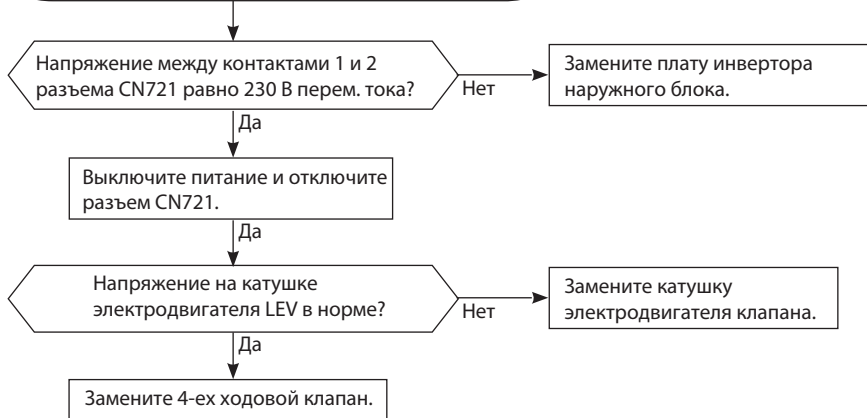 Напряжение между контактами 1 и 2
разъема CN721 равно 230 В перем. тока?
Нет
Замените плату инвертора
наружного блока.
Да
Выключите питание и отключите
разъем CN721.
Да
Напряжение на катушке
электродвигателя LEV в норме?
Нет
Замените катушку
электродвигателя клапана.
Да
Замените 4-ех ходовой клапан.